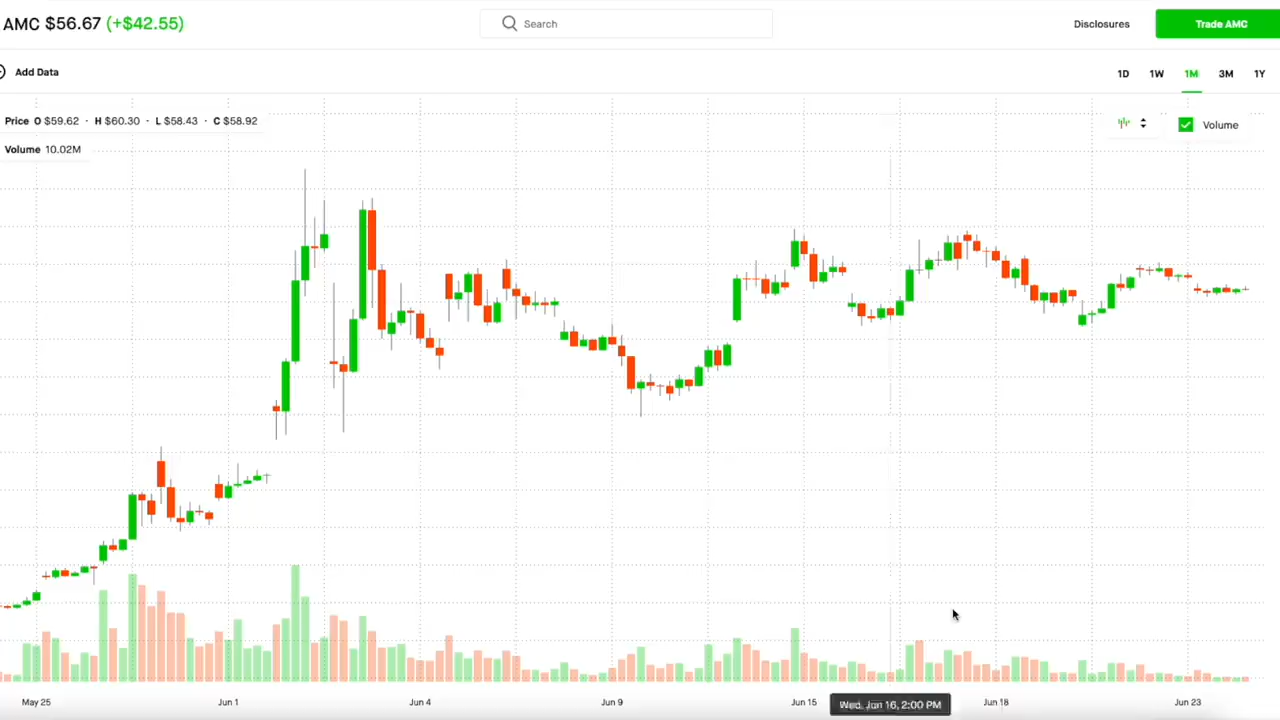 AMC $56.67 (+$42.55)
Search
Disclosures
Trade AMC
Add Data
1D 1W 1M 3M 1Y
Price O $59.62 · H $60.30 · L $58.43 · C $58.92
Volume
Volume 10.02M
May 25 Jun 1 Jun 4 Jun 9 Jun 15 Wed, Jun 16, 2:00 PM Jun 18 Jun 23